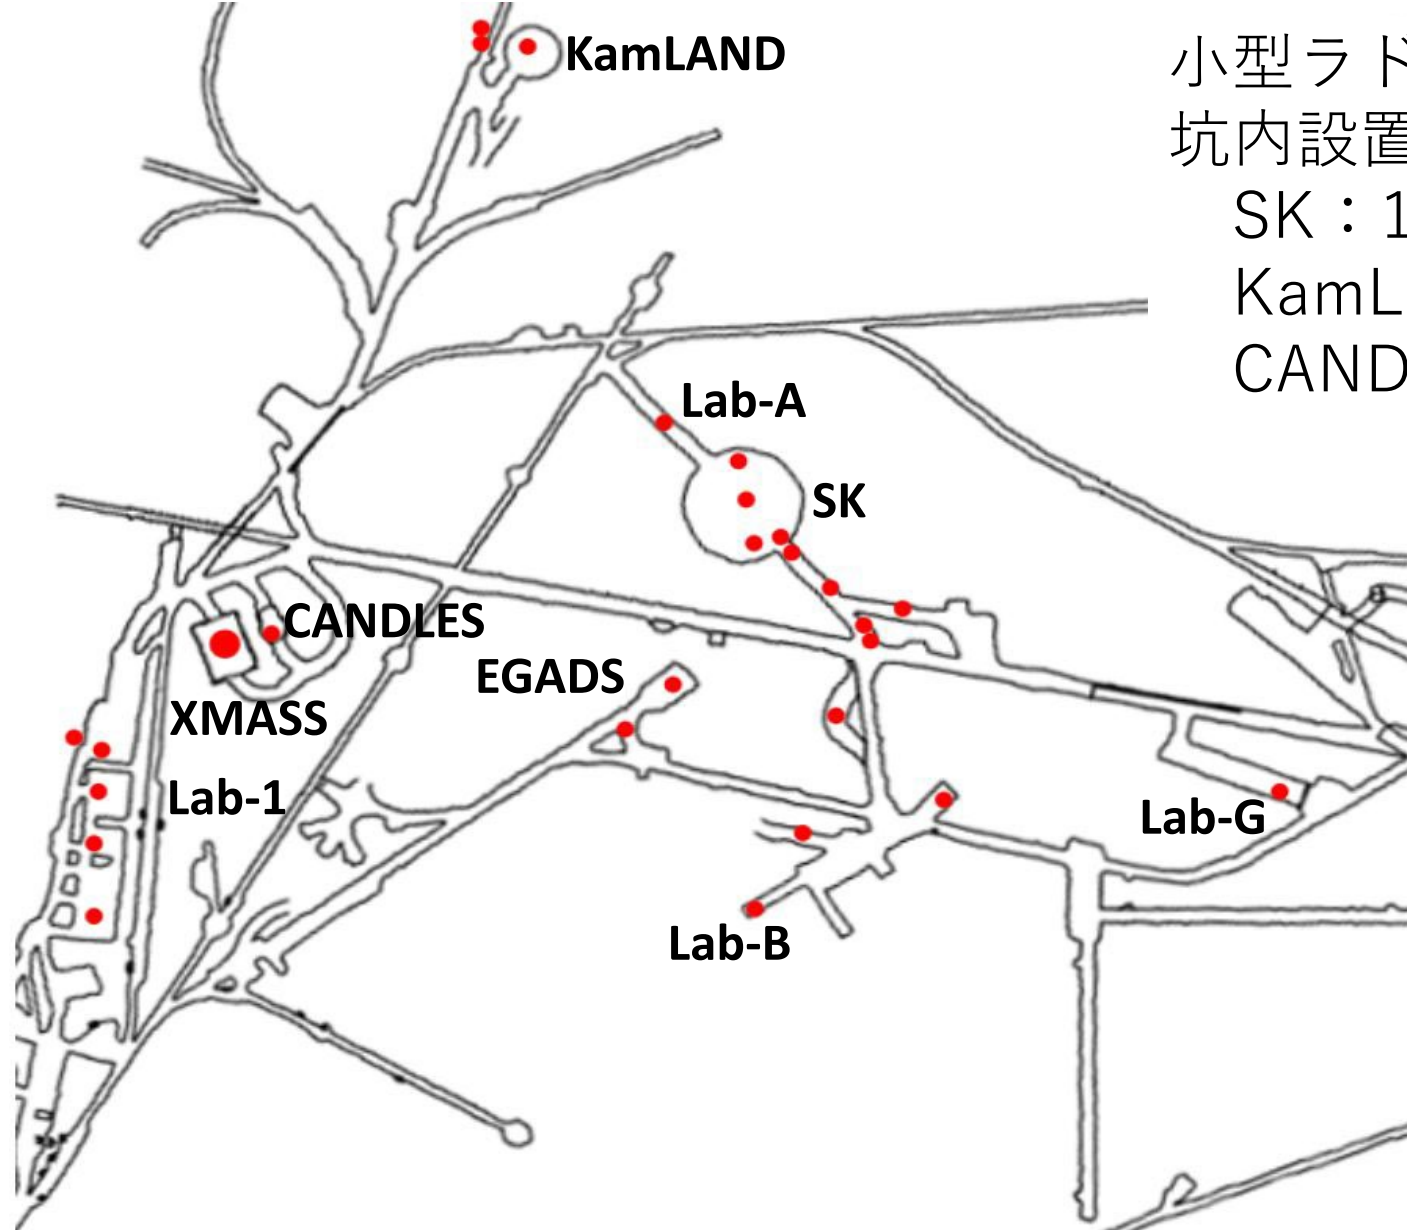 KamLAND
小型ラド
坑内設置
SK：1
KamL
CAND
Lab-A
SK
CANDLES
EGADS
XMASS
Lab-1
Lab-G
Lab-B